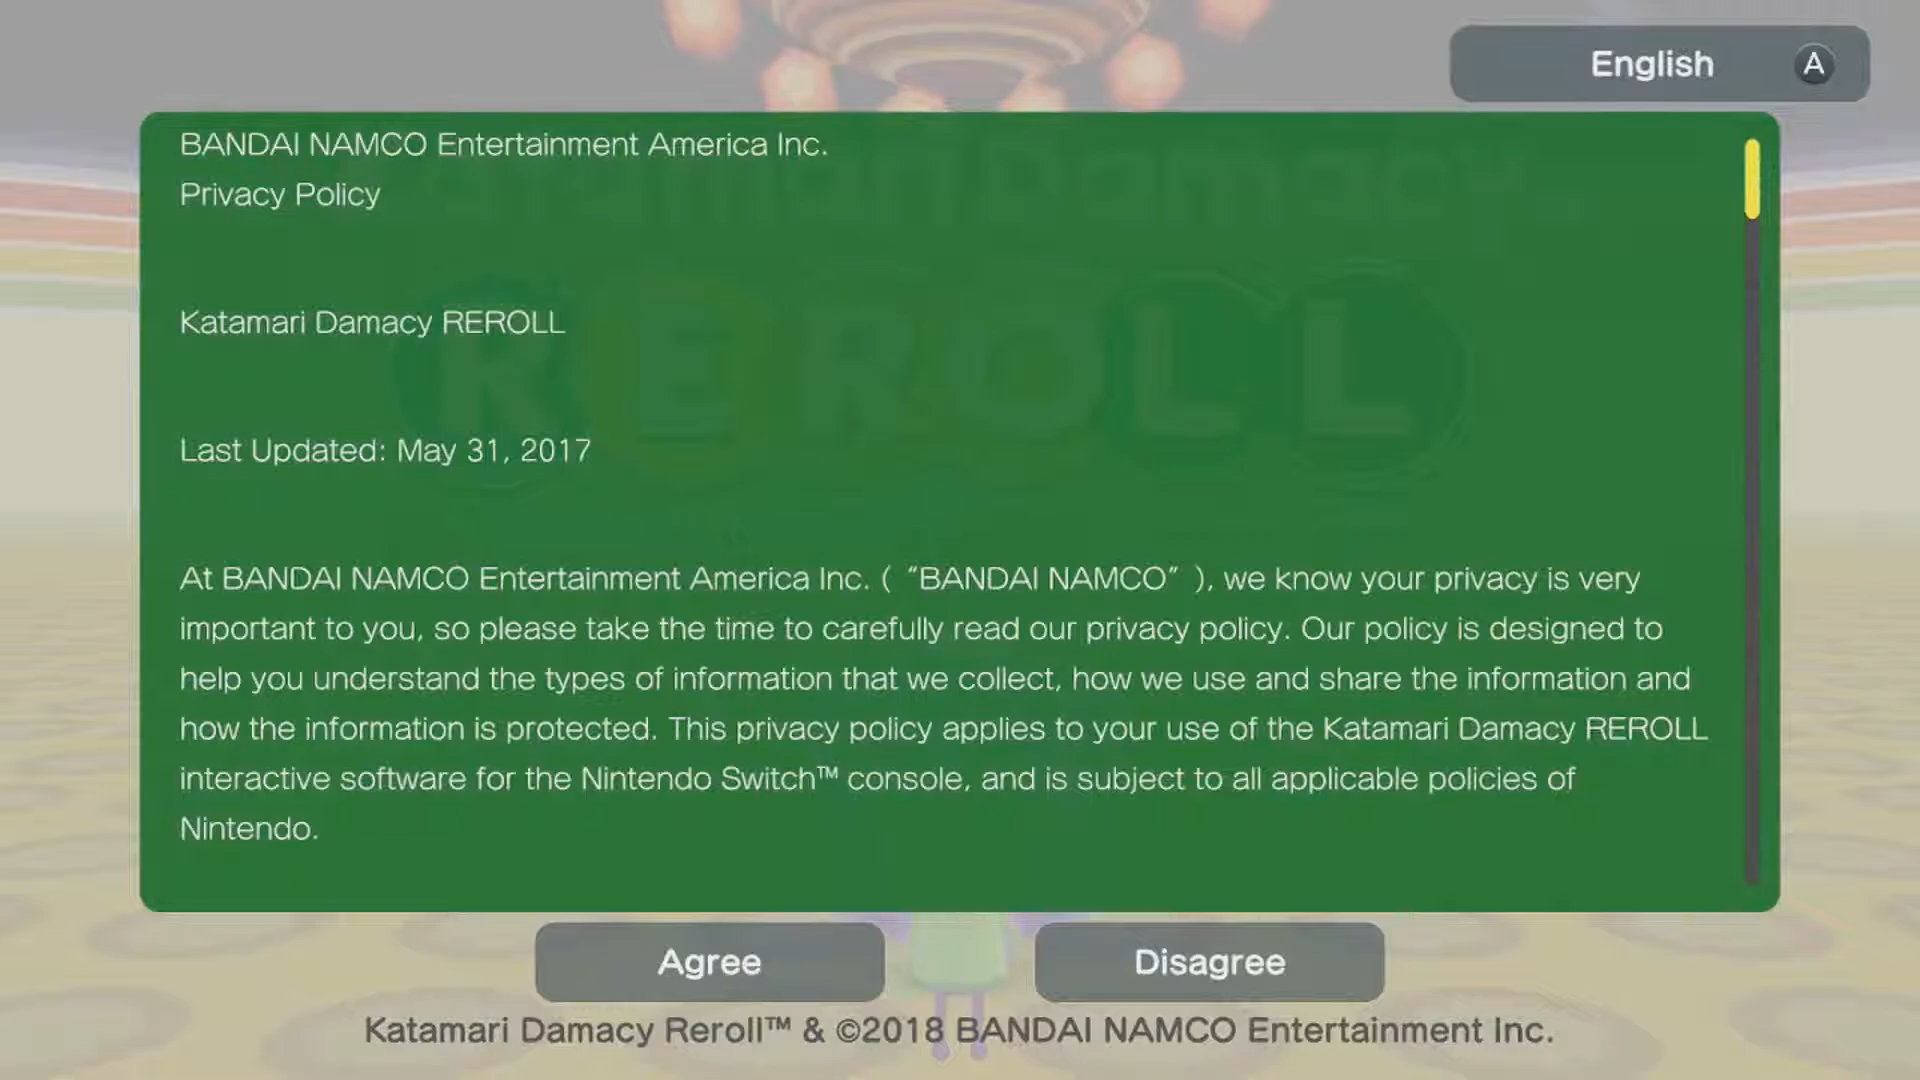 English A
BANDAI NAMCO Entertainment America Inc.
Privacy Policy
Katamari Damacy
REROLL
Katamari Damacy REROLL
Last Updated: May 31, 2017
At BANDAI NAMCO Entertainment America Inc. ( “BANDAI NAMCO” ), we know your privacy is very
important to you, so please take the time to carefully read our privacy policy. Our policy is designed to
help you understand the types of information that we collect, how we use and share the information and
how the information is protected. This privacy policy applies to your use of the Katamari Damacy REROLL
interactive software for the Nintendo Switch™ console, and is subject to all applicable policies of
Nintendo.
Agree
Disagree
Katamari Damacy Reroll™ & ©2018 BANDAI NAMCO Entertainment Inc.